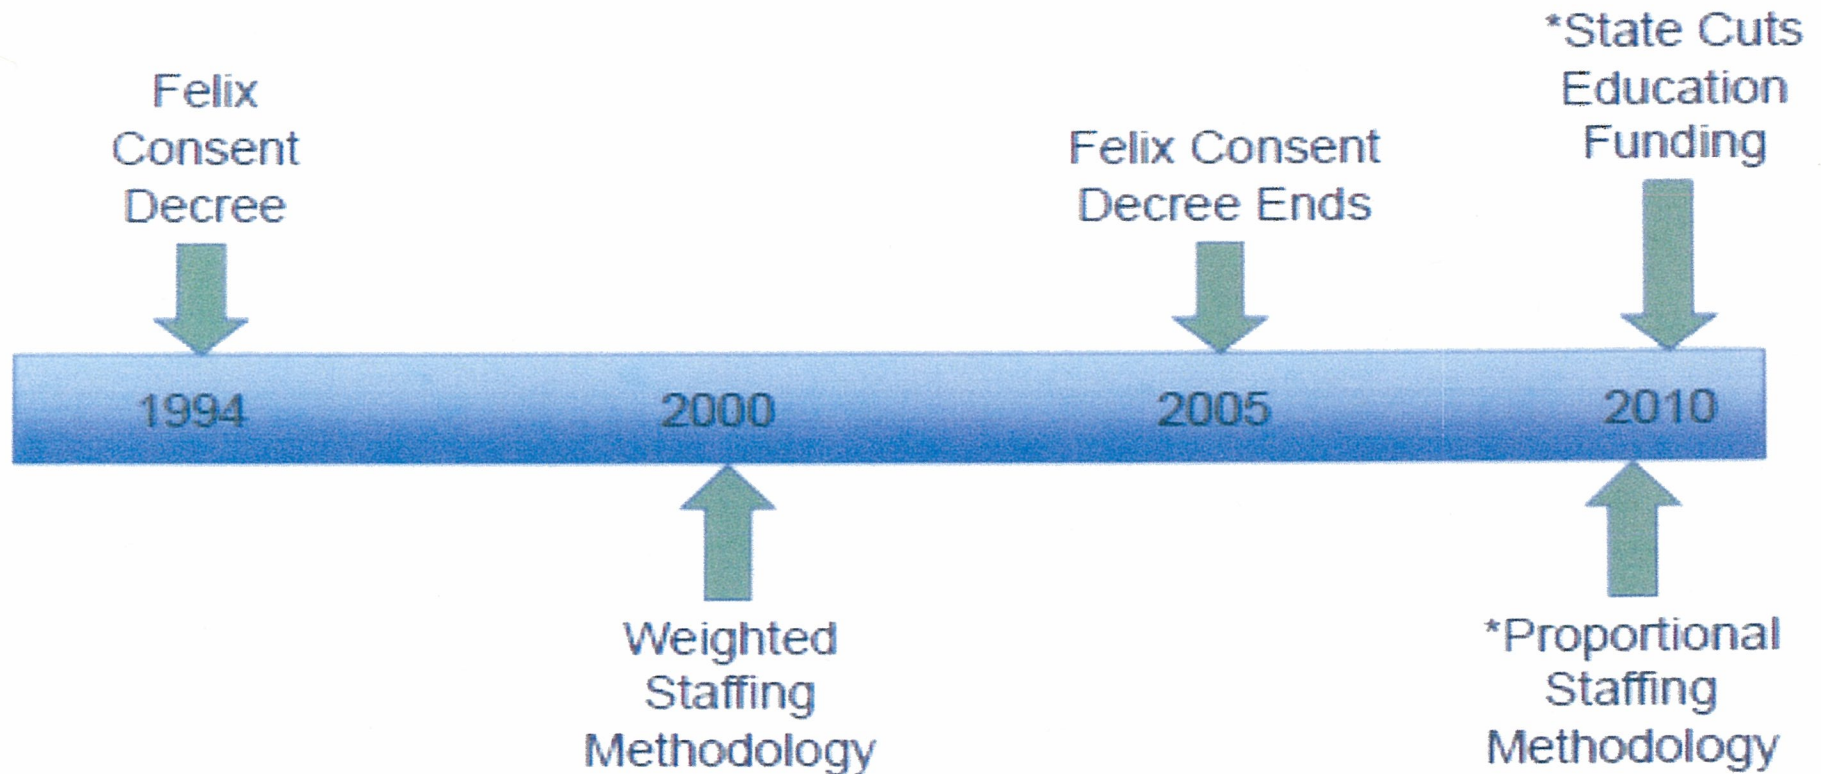 *State Cuts
Education
Funding
Felix
Consent
Decree
Felix Consent
Decree Ends
1994
2000
2005
2010
Weighted
Staffing
Methodology
*Proportional
Staffing
Methodology